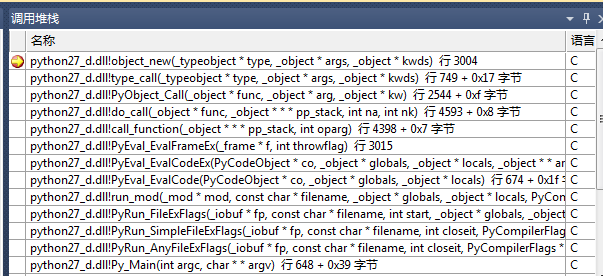 调用堆栈
名称 语言
python27_d.dll!object_new(_typeobject * type, _object * args, _object * kwds) 行 3004 C
python27_d.dll!type_call(_typeobject * type, _object * args, _object * kwds) 行 749 + 0x17 字节 C
python27_d.dll!PyObject_Call(_object * func, _object * arg, _object * kw) 行 2544 + 0xf 字节 C
python27_d.dll!do_call(_object * func, _object * * * pp_stack, int na, int nk) 行 4593 + 0x8 字节 C
python27_d.dll!call_function(_object * * * pp_stack, int oparg) 行 4398 + 0x7 字节 C
python27_d.dll!PyEval_EvalFrameEx(_frame * f, int throwflag) 行 3015 C
python27_d.dll!PyEval_EvalCodeEx(PyCodeObject * co, _object * globals, _object * locals, _object * * ar C
python27_d.dll!PyEval_EvalCode(PyCodeObject * co, _object * globals, _object * locals) 行 674 + 0x1f C
python27_d.dll!run_mod(_mod * mod, const char * filename, _object * globals, _object * locals, PyCom C
python27_d.dll!PyRun_FileExFlags(_iobuf * fp, const char * filename, int start, _object * globals, _obje C
python27_d.dll!PyRun_SimpleFileExFlags(_iobuf * fp, const char * filename, int closeit, PyCompilerFlag C
python27_d.dll!PyRun_AnyFileExFlags(_iobuf * fp, const char * filename, int closeit, PyCompilerFlags * C
python27_d.dll!Py_Main(int argc, char * * argv) 行 648 + 0x39 字节 C